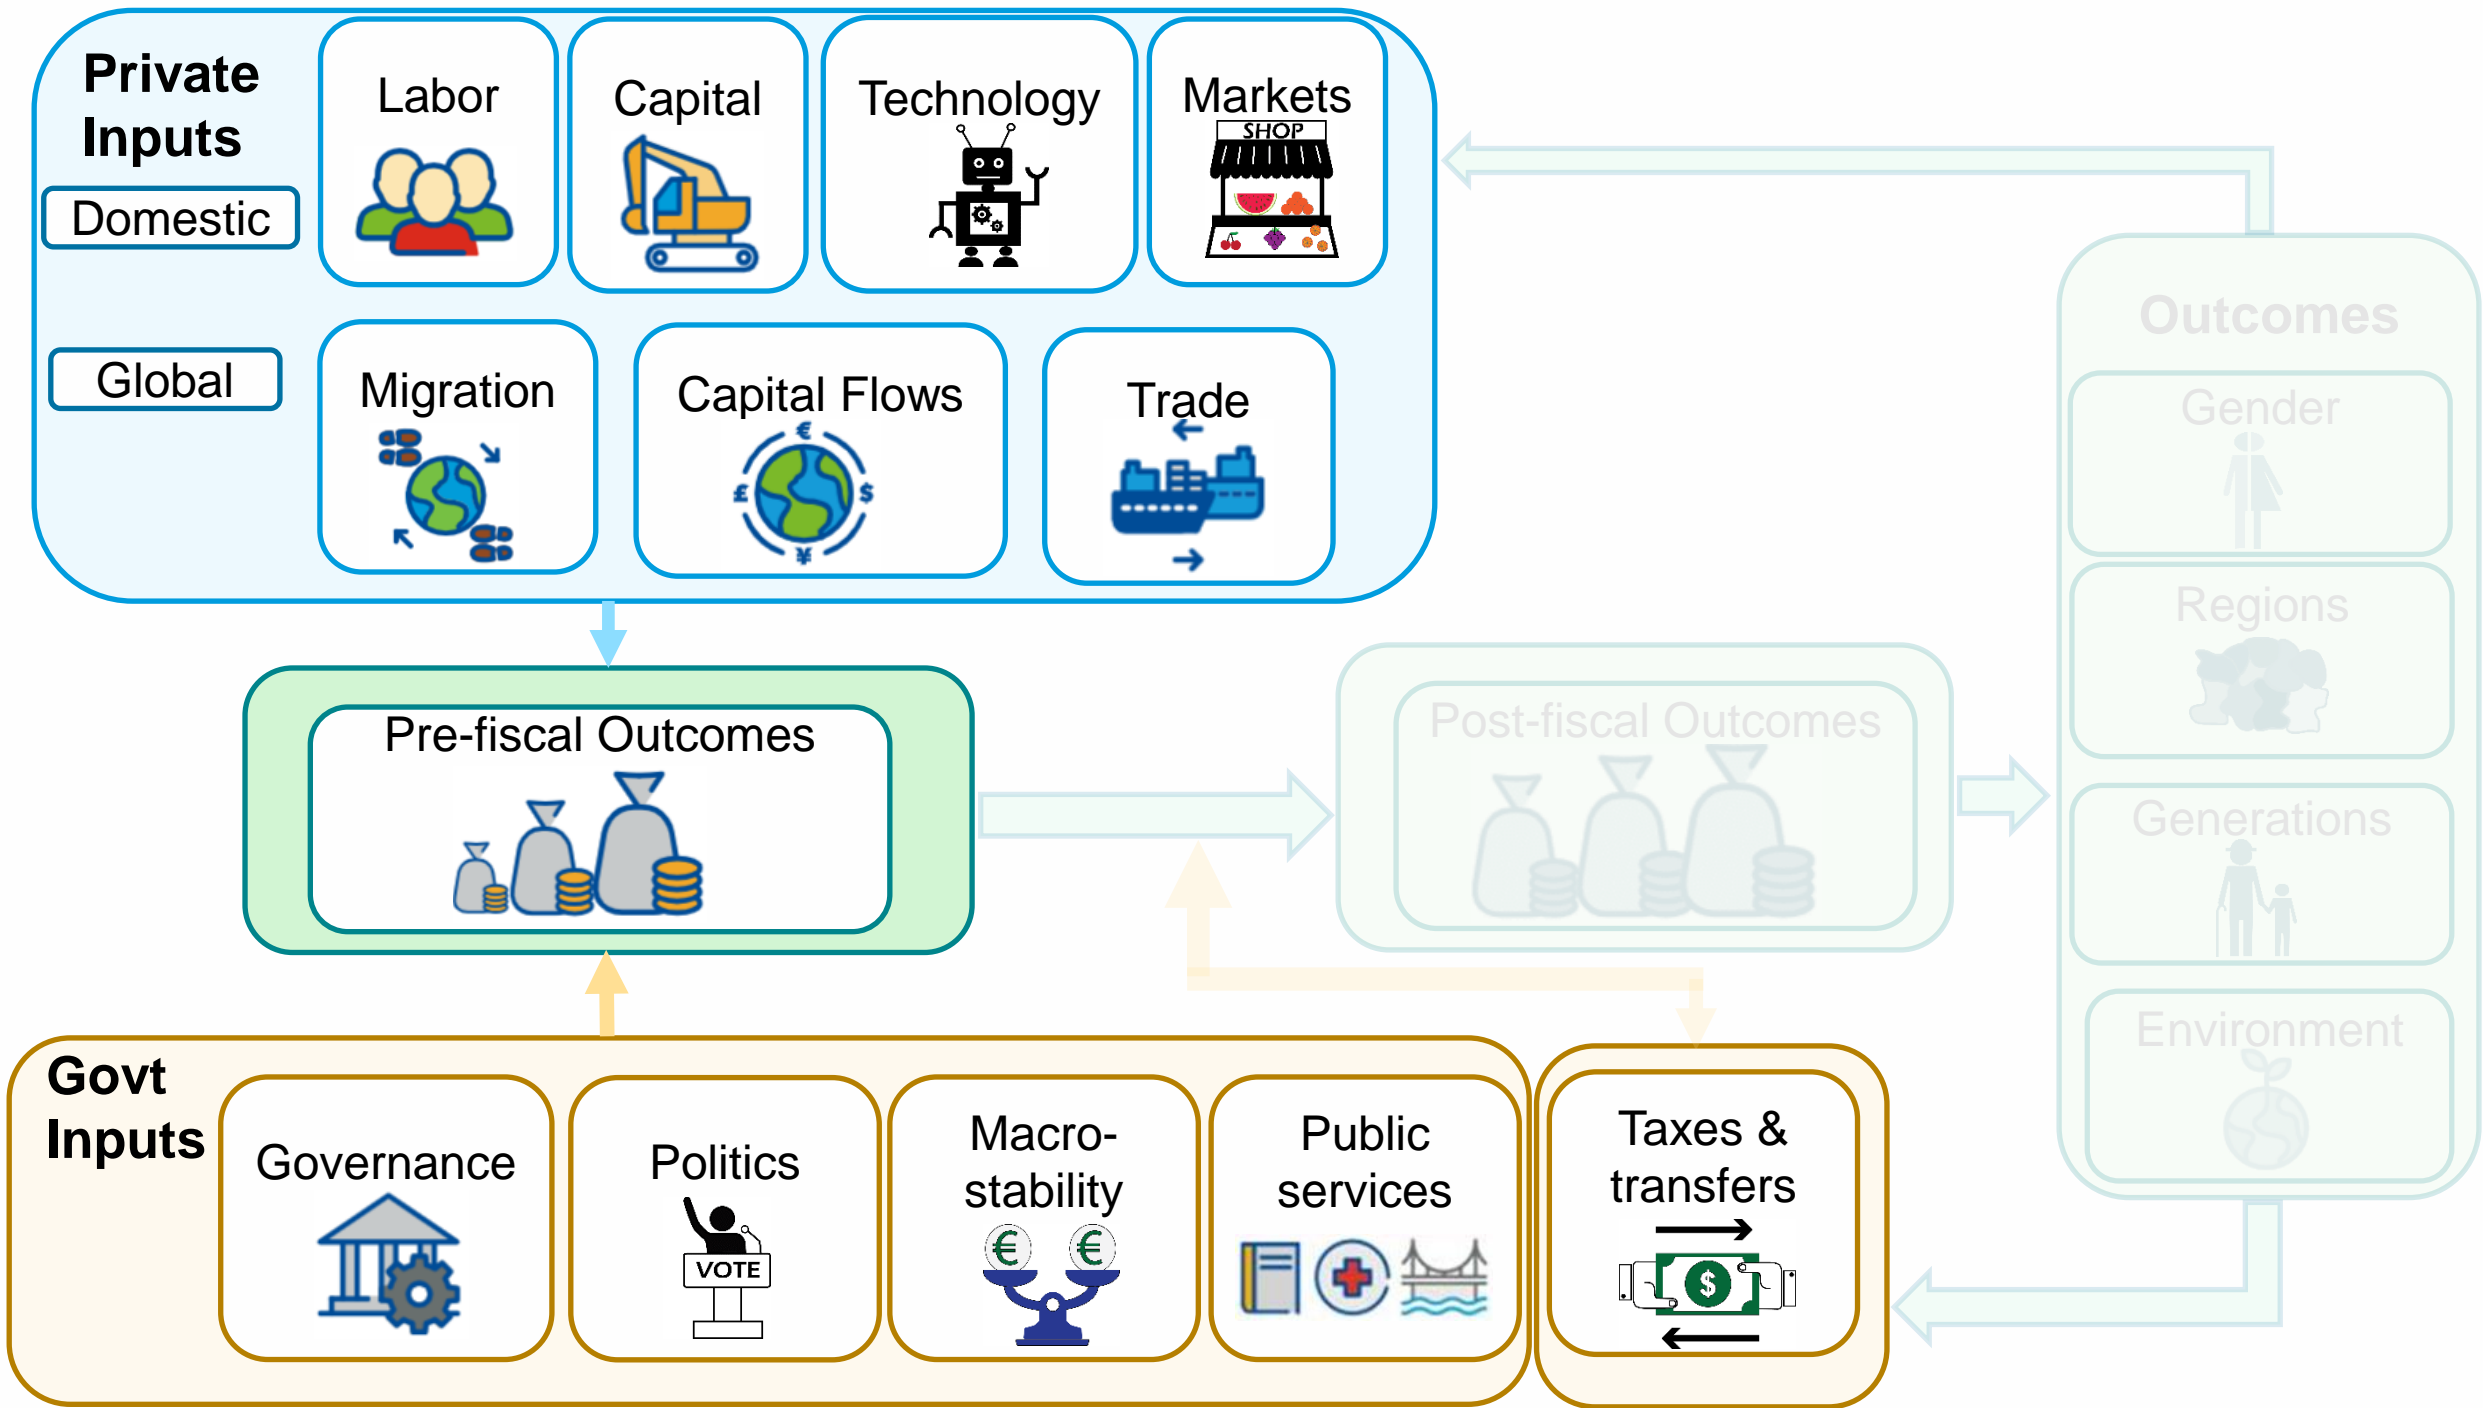 Private
Inputs
Domestic
Labor
Capital
Technology
Markets
SHOP
Global
Migration
Capital Flows
€
£
$
¥
Trade
Outcomes
Gender
Regions
Generations
Environment
Pre-fiscal Outcomes
Post-fiscal Outcomes
Govt
Inputs
Governance
Politics
VOTE
Macro-
stability
€ €
Public
services
Taxes &
transfers
$